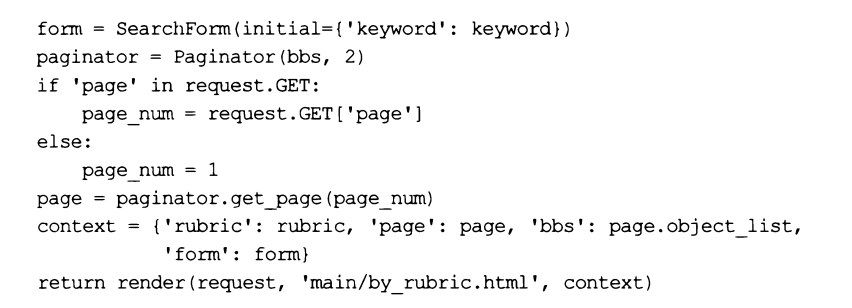 form = SearchForm(initial={'keyword': keyword})
paginator = Paginator(bbs, 2)
if 'page' in request.GET:
    page_num = request.GET['page']
else:
    page_num = 1
page = paginator.get_page(page_num)
context = {'rubric': rubric, 'page': page, 'bbs': page.object_list,
           'form': form}
return render(request, 'main/by_rubric.html', context)